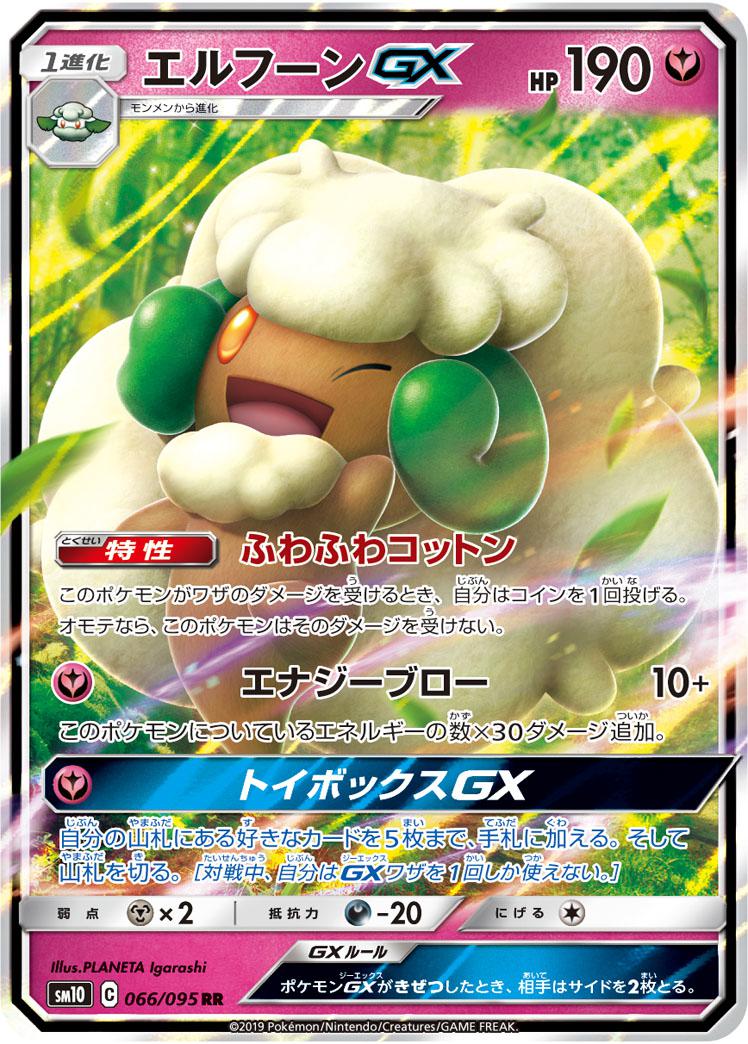 1進化
エルフーンGX
HP 190
モンメンから進化
とくせい
特性 ふわふわコットン
このポケモンがワザのダメージを受けるとき、自分はコインを1回投げる。
オモテなら、このポケモンはそのダメージを受けない。
エナジーブロー 10+
このポケモンについているエネルギーの数×30ダメージ追加。
トイボックスGX
自分の山札にある好きなカードを5枚まで、手札に加える。そして
山札を切る。[対戦中、自分はGXワザを1回しか使えない。]
弱点 ×2 抵抗力 -20 にげる
GXルール
ポケモンGXがきぜつしたとき、相手はサイドを2枚とる。
Illus.PLANETA Igarashi
SM10 C 066/095 RR
©2019 Pokémon/Nintendo/Creatures/GAME FREAK.